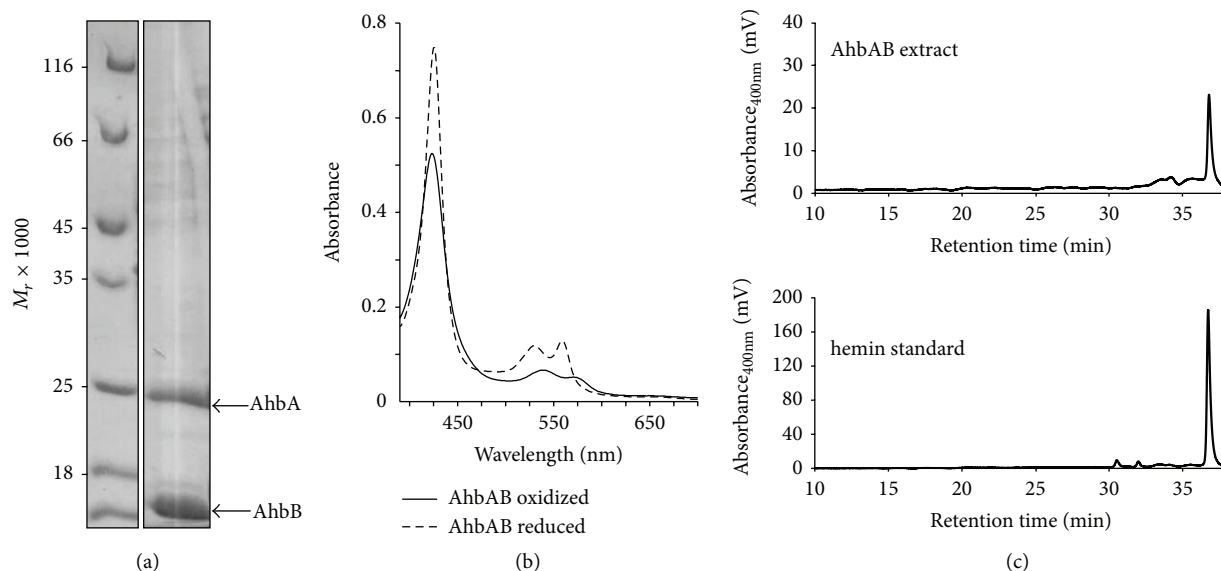 116
66
45
35
25
18
M_r × 1000
AhbA
AhbB
(a)
0.8
0.6
0.4
0.2
0
Absorbance
450
550
650
Wavelength (nm)
AhbAB oxidized
AhbAB reduced
(b)
40
30
20
10
0
Absorbance400nm (mV)
AhbAB extract
10
15
20
25
30
35
Retention time (min)
200
160
120
80
40
0
Absorbance400nm (mV)
hemin standard
10
15
20
25
30
35
Retention time (min)
(c)